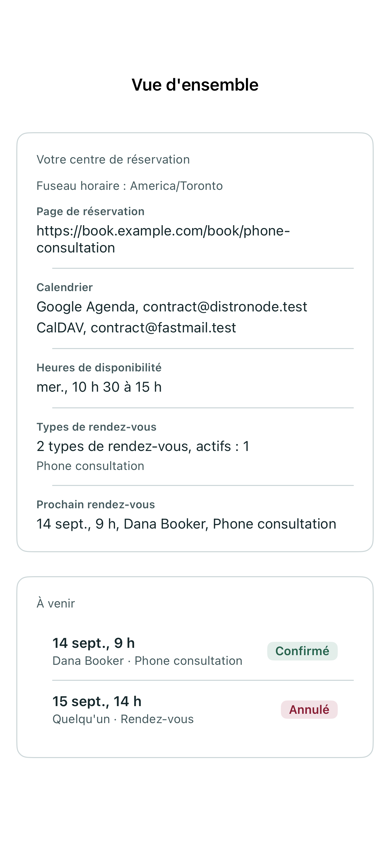 Vue d'ensemble
Votre centre de réservation
Fuseau horaire : America/Toronto
Page de réservation
https://book.example.com/book/phone-
consultation
Calendrier
Google Agenda, contract@distronode.test
CalDAV, contract@fastmail.test
Heures de disponibilité
mer., 10 h 30 à 15 h
Types de rendez-vous
2 types de rendez-vous, actifs : 1
Phone consultation
Prochain rendez-vous
14 sept., 9 h, Dana Booker, Phone consultation
À venir
14 sept., 9 h
Dana Booker · Phone consultation
Confirmé
15 sept., 14 h
Quelqu'un · Rendez-vous
Annulé